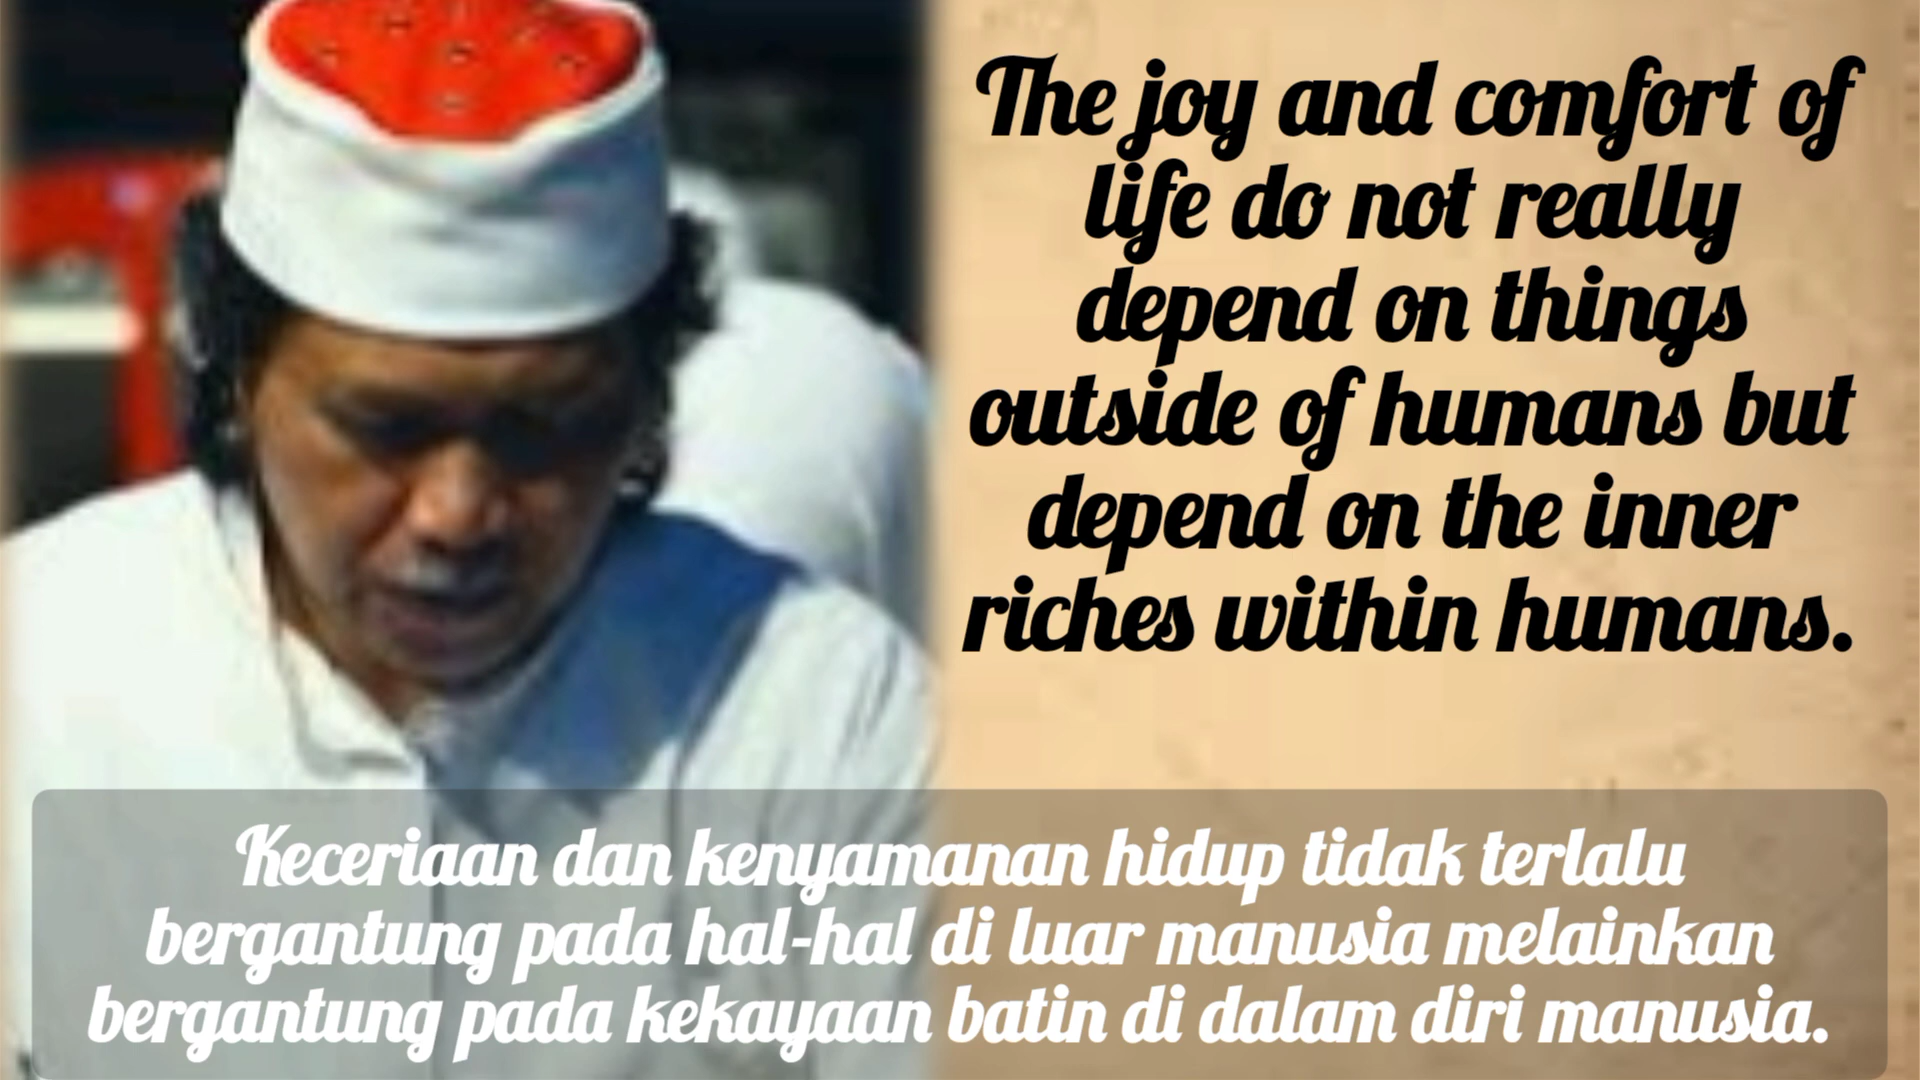 The joy and comfort of
life do not really
depend on things
outside of humans but
depend on the inner
riches within humans.
Keceriaan dan kenyamanan hidup tidak terlalu
bergantung pada hal-hal di luar manusia melainkan
bergantung pada kekayaan batin di dalam diri manusia.